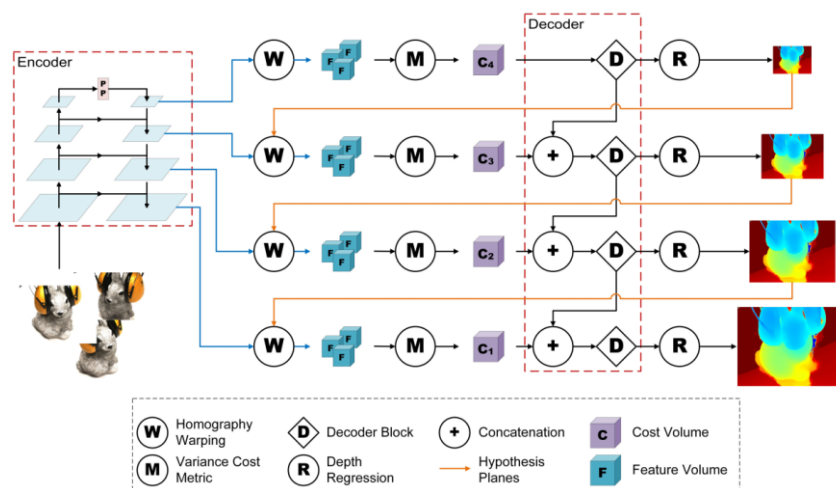 Encoder
P
P
Decoder
W
F
F
F
M
C4
D
R
W
F
F
F
M
C3
+
D
R
W
F
F
F
M
C2
+
D
R
W
F
F
F
M
C1
+
D
R
W
Homography
Warping
D
Decoder Block
+
Concatenation
C
Cost Volume
M
Variance Cost
Metric
R
Depth
Regression
Hypothesis
Planes
F
Feature Volume